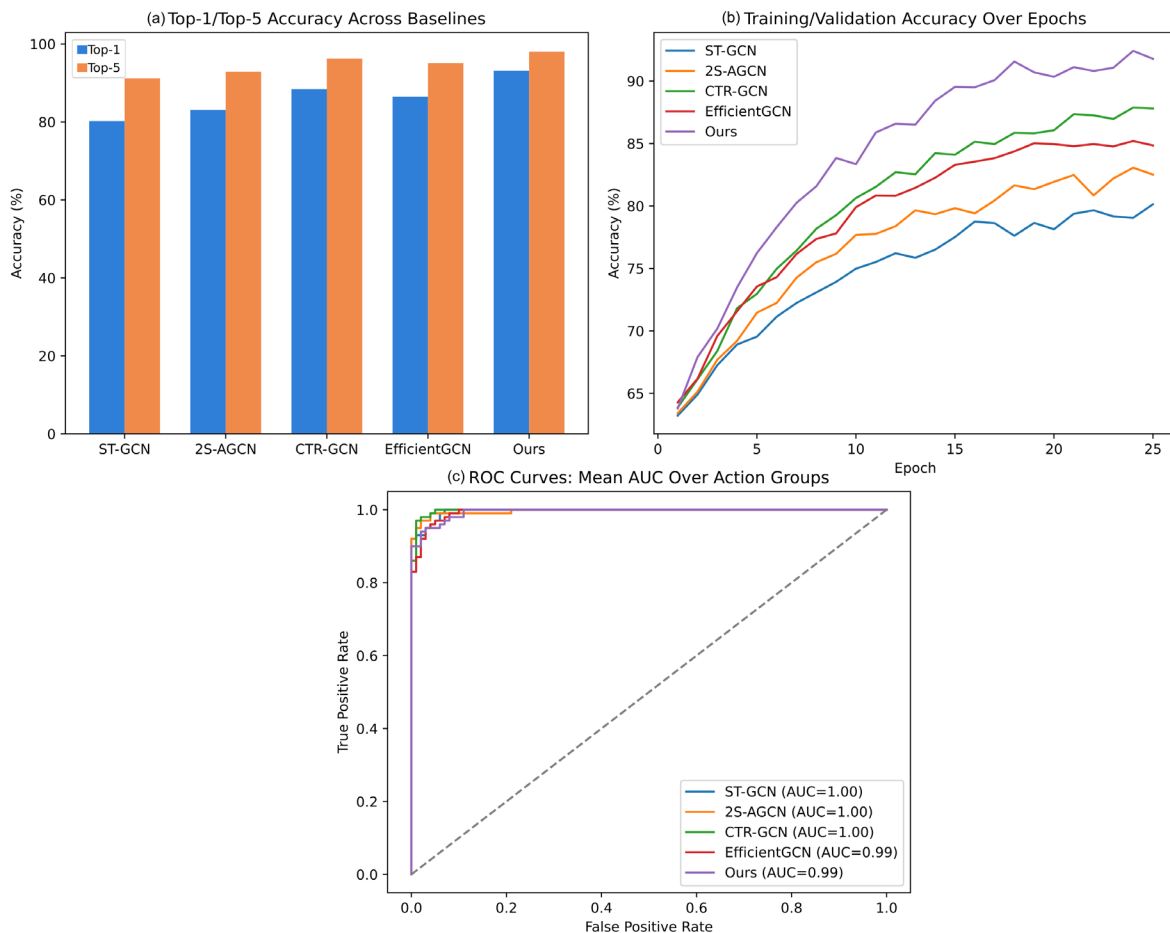 (a) Top-1/Top-5 Accuracy Across Baselines
Top-1
Top-5
Accuracy (%)
100
80
60
40
20
0
ST-GCN
2S-AGCN
CTR-GCN
EfficientGCN
Ours
(b) Training/Validation Accuracy Over Epochs
ST-GCN
2S-AGCN
CTR-GCN
EfficientGCN
Ours
Accuracy (%)
90
85
80
75
70
65
0
5
10
15
20
25
Epoch
(c) ROC Curves: Mean AUC Over Action Groups
True Positive Rate
1.0
0.8
0.6
0.4
0.2
0.0
ST-GCN (AUC=1.00)
2S-AGCN (AUC=1.00)
CTR-GCN (AUC=1.00)
EfficientGCN (AUC=0.99)
Ours (AUC=0.99)
0.0
0.2
0.4
0.6
0.8
1.0
False Positive Rate